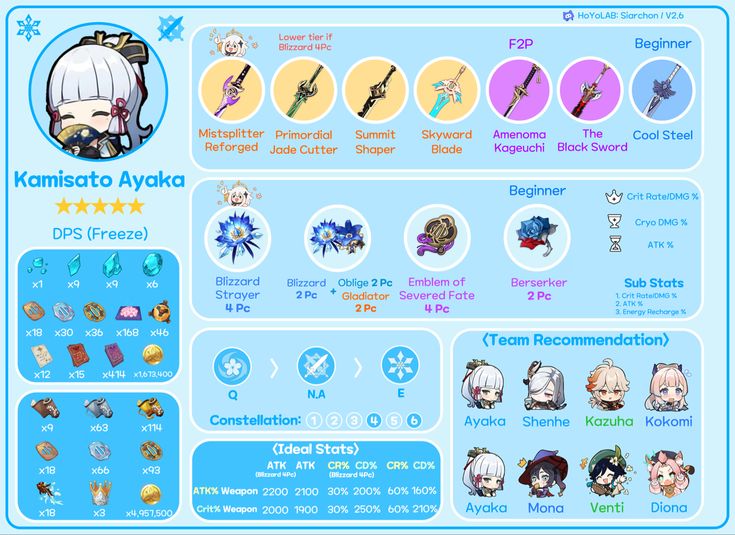 HoYoLAB: Siarchon / V2.6
Kamisato Ayaka
DPS (Freeze)
x1 x9 x9 x6
x18 x30 x36 x168 x46
x12 x15 x414 x1,673,400
x9 x63 x114
x18 x66 x93
x18 x3 x4,957,500
Lower tier if
Blizzard 4Pc
F2P
Beginner
Mistsplitter
Reforged
Primordial
Jade Cutter
Summit
Shaper
Skyward
Blade
Amenoma
Kageuchi
The
Black Sword
Cool Steel
Beginner
Blizzard
Strayer
4 Pc
Blizzard
2 Pc
+
Oblige 2 Pc
Gladiator
2 Pc
Emblem of
Severed Fate
4 Pc
Berserker
2 Pc
Crit Rate/DMG %
Cryo DMG %
ATK %
Sub Stats
1. Crit Rate/DMG %
2. ATK %
3. Energy Recharge %
Q 〉 N.A 〉 E
Constellation: 1 2 3 4 5 6
〈Ideal Stats〉
ATK ATK CR% CD% CR% CD%
(Blizzard 4Pc) (Blizzard 4Pc)
ATK% Weapon 2200 2100 30% 200% 60% 160%
Crit% Weapon 2000 1900 30% 250% 60% 210%
〈Team Recommendation〉
Ayaka Shenhe Kazuha Kokomi
Ayaka Mona Venti Diona